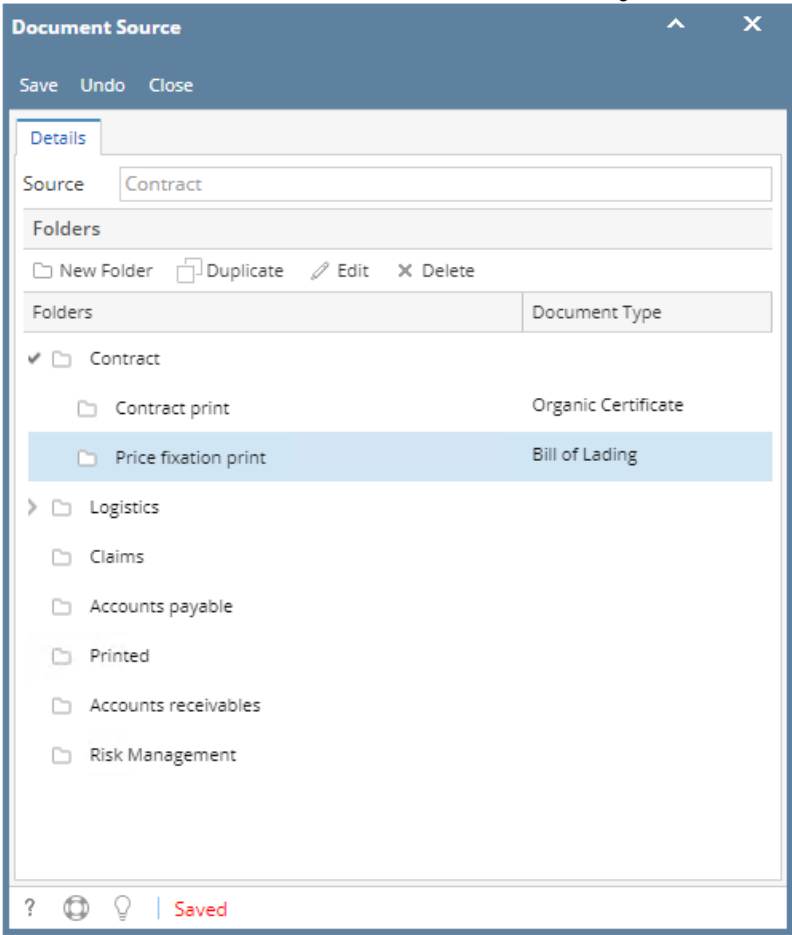 Document Source
Save Undo Close
Details
Source Contract
Folders
New Folder Duplicate Edit Delete
Folders Document Type
Contract
Contract print Organic Certificate
Price fixation print Bill of Lading
Logistics
Claims
Accounts payable
Printed
Accounts receivables
Risk Management
? Saved